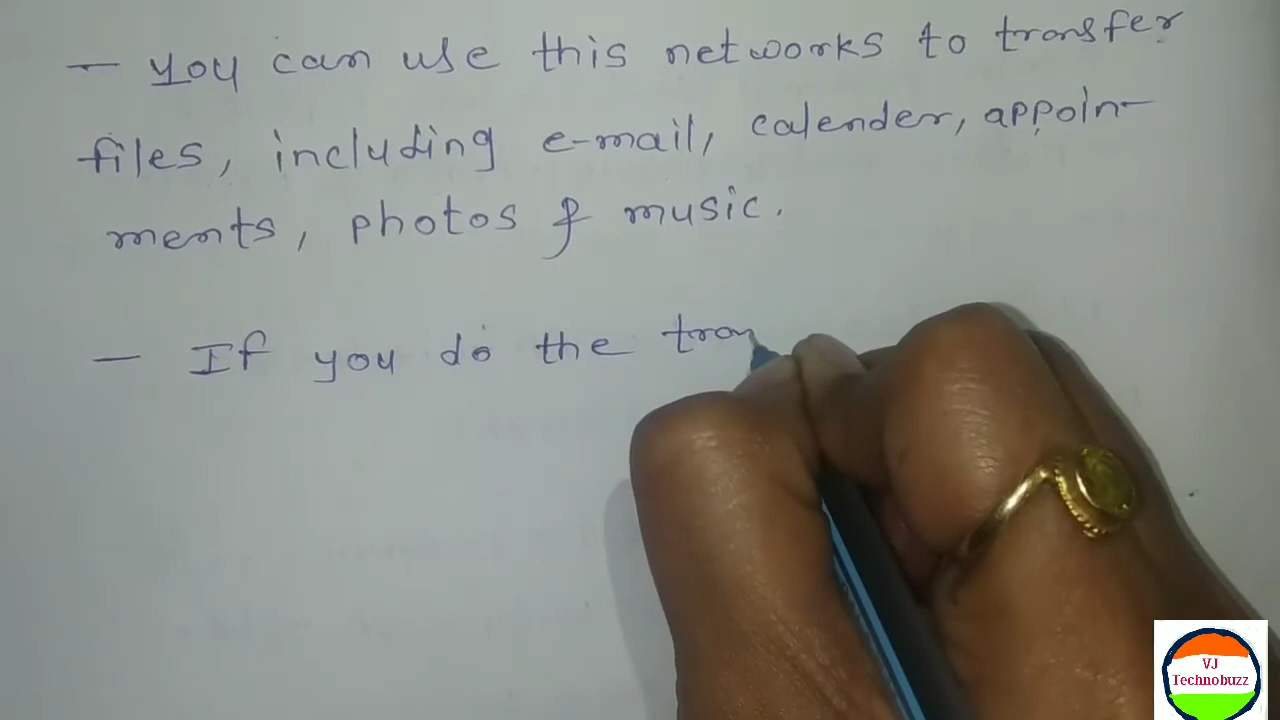 - You can use this networks to transfer
files, including e-mail, calender, appoin-
ments, photos & music.
- If you do the tran
VJ
Technobuzz